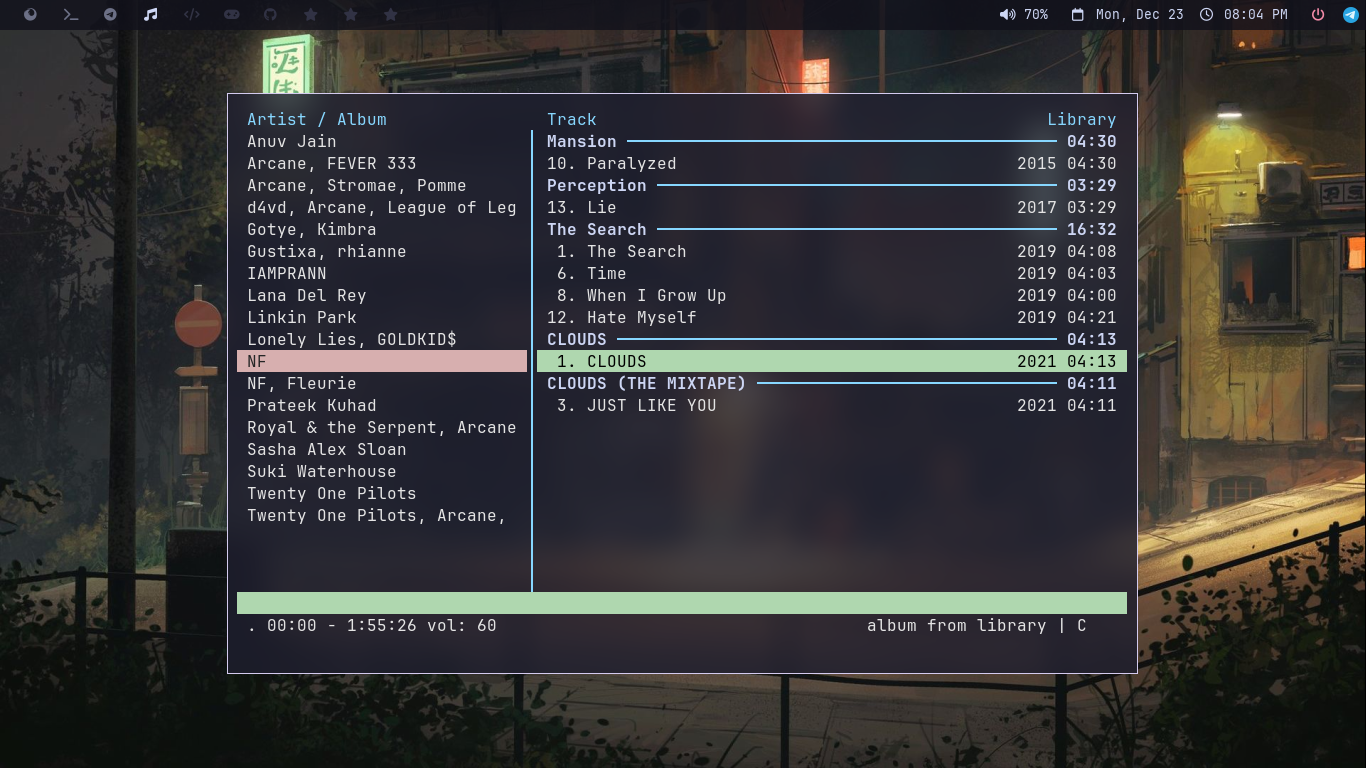 70% Mon, Dec 23 08:04 PM
Artist / Album Track Library
Anuv Jain Mansion 04:30
Arcane, FEVER 333 10. Paralyzed 2015 04:30
Arcane, Stromae, Pomme Perception 03:29
d4vd, Arcane, League of Leg 13. Lie 2017 03:29
Gotye, Kimbra The Search 16:32
Gustixa, rhianne 1. The Search 2019 04:08
IAMPRANN 6. Time 2019 04:03
Lana Del Rey 8. When I Grow Up 2019 04:00
Linkin Park 12. Hate Myself 2019 04:21
Lonely Lies, GOLDKID$ CLOUDS 04:13
NF 1. CLOUDS 2021 04:13
NF, Fleurie CLOUDS (THE MIXTAPE) 04:11
Prateek Kuhad 3. JUST LIKE YOU 2021 04:11
Royal & the Serpent, Arcane
Sasha Alex Sloan
Suki Waterhouse
Twenty One Pilots
Twenty One Pilots, Arcane,
. 00:00 - 1:55:26 vol: 60 album from library | C